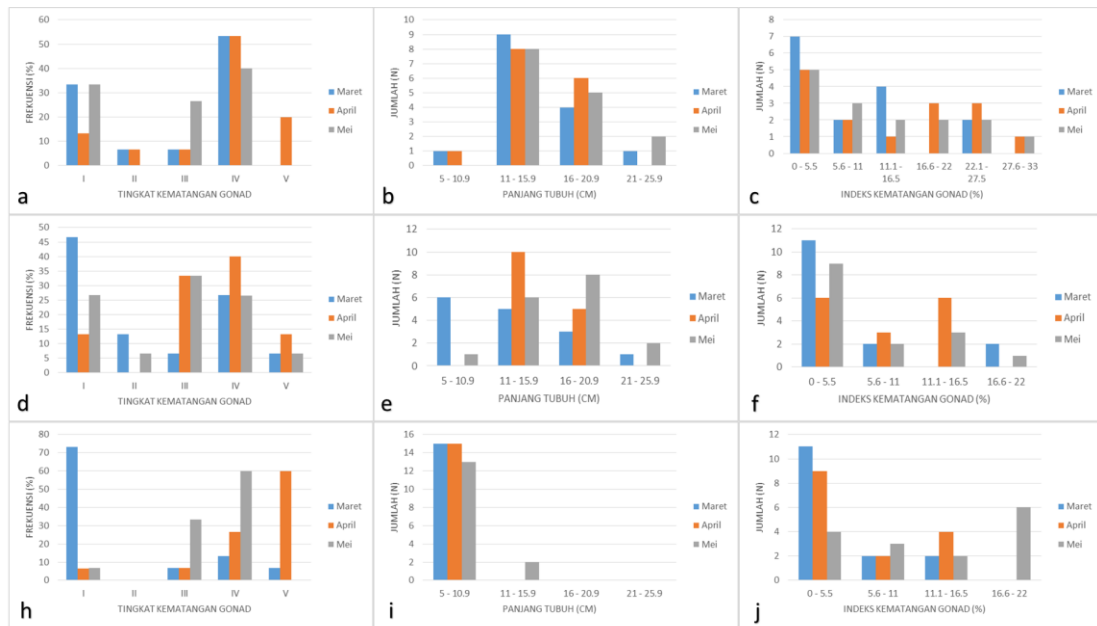 60
50
40
30
20
10
0
FREKUENSI (%)
I II III IV V
TINGKAT KEMATANGAN GONAD
Maret
April
Mei
a
10
9
8
7
6
5
4
3
2
1
0
JUMLAH (N)
5 - 10.9 11 - 15.9 16 - 20.9 21 - 25.9
PANJANG TUBUH (CM)
Maret
April
Mei
b
8
7
6
5
4
3
2
1
0
JUMLAH (N)
0 - 5.5 5.6 - 11 11.1 - 16.5 16.6 - 22 22.1 - 27.5 27.6 - 33
INDEKS KEMATANGAN GONAD (%)
Maret
April
Mei
c
50
45
40
35
30
25
20
15
10
5
0
FREKUENSI (%)
I II III IV V
TINGKAT KEMATANGAN GONAD
Maret
April
Mei
d
12
10
8
6
4
2
0
JUMLAH (N)
5 - 10.9 11 - 15.9 16 - 20.9 21 - 25.9
PANJANG TUBUH (CM)
Maret
April
Mei
e
12
10
8
6
4
2
0
JUMLAH (N)
0 - 5.5 5.6 - 11 11.1 - 16.5 16.6 - 22
INDEKS KEMATANGAN GONAD (%)
Maret
April
Mei
f
80
70
60
50
40
30
20
10
0
FREKUENSI (%)
I II III IV V
TINGKAT KEMATANGAN GONAD
Maret
April
Mei
h
16
14
12
10
8
6
4
2
0
JUMLAH (N)
5 - 10.9 11 - 15.9 16 - 20.9 21 - 25.9
PANJANG TUBUH (CM)
Maret
April
Mei
i
12
10
8
6
4
2
0
JUMLAH (N)
0 - 5.5 5.6 - 11 11.1 - 16.5 16.6 - 22
INDEKS KEMATANGAN GONAD (%)
Maret
April
Mei
j